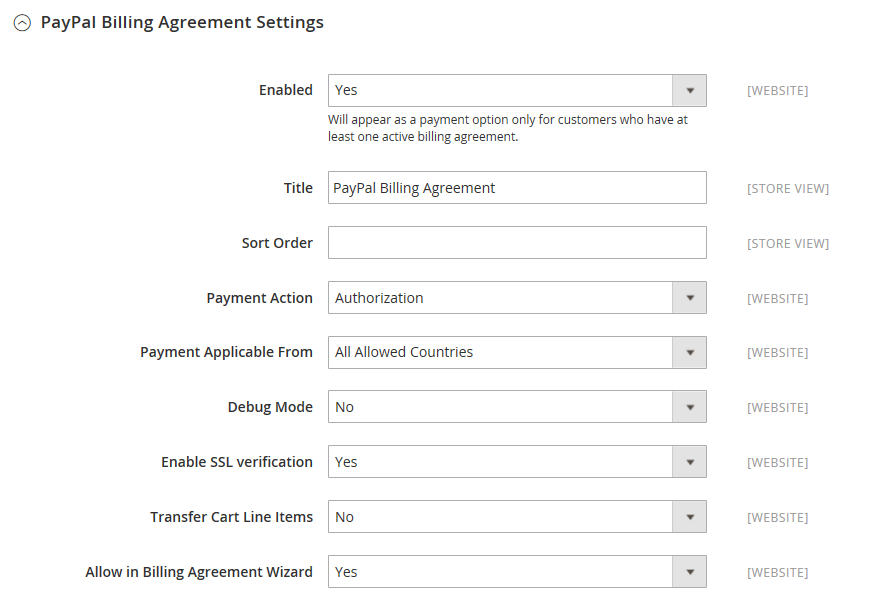 PayPal Billing Agreement Settings
Enabled Yes [WEBSITE]
Will appear as a payment option only for customers who have at
least one active billing agreement.
Title PayPal Billing Agreement [STORE VIEW]
Sort Order [STORE VIEW]
Payment Action Authorization [WEBSITE]
Payment Applicable From All Allowed Countries [WEBSITE]
Debug Mode No [WEBSITE]
Enable SSL verification Yes [WEBSITE]
Transfer Cart Line Items No [WEBSITE]
Allow in Billing Agreement Wizard Yes [WEBSITE]